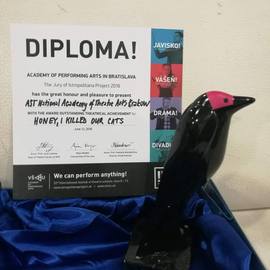 DIPLOMA!
JAVISKO!
VÁŠEŇ!
DRAMA!
DIVADL
ACADEMY OF PERFORMING ARTS IN BRATISLAVA
The Jury of Istropolitana Project 2018
has the great honour and pleasure to present
AST National Academy of Theatre Arts Krakow
WITH THE AWARD OUTSTANDING THEATRICAL ACHIEVEMENT for
HONEY, I KILLED OUR CATS
June 13, 2018
We can perform anything!